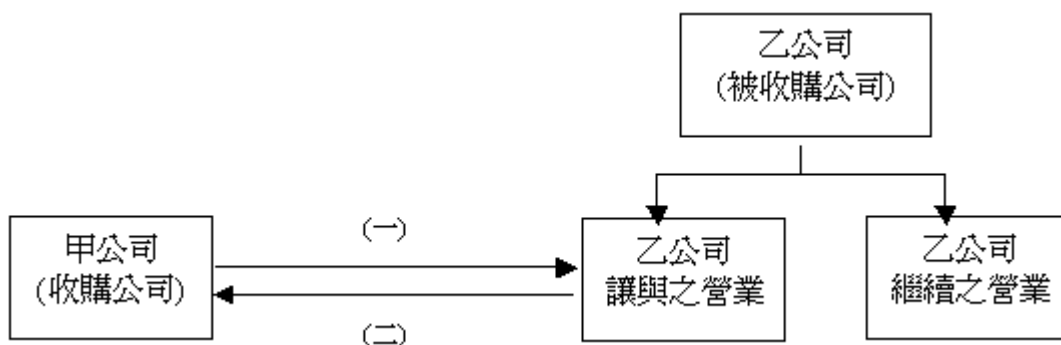 乙公司
(被收購公司)
甲公司
(收購公司)
(一)
(二)
乙公司
讓與之營業
乙公司
繼續之營業